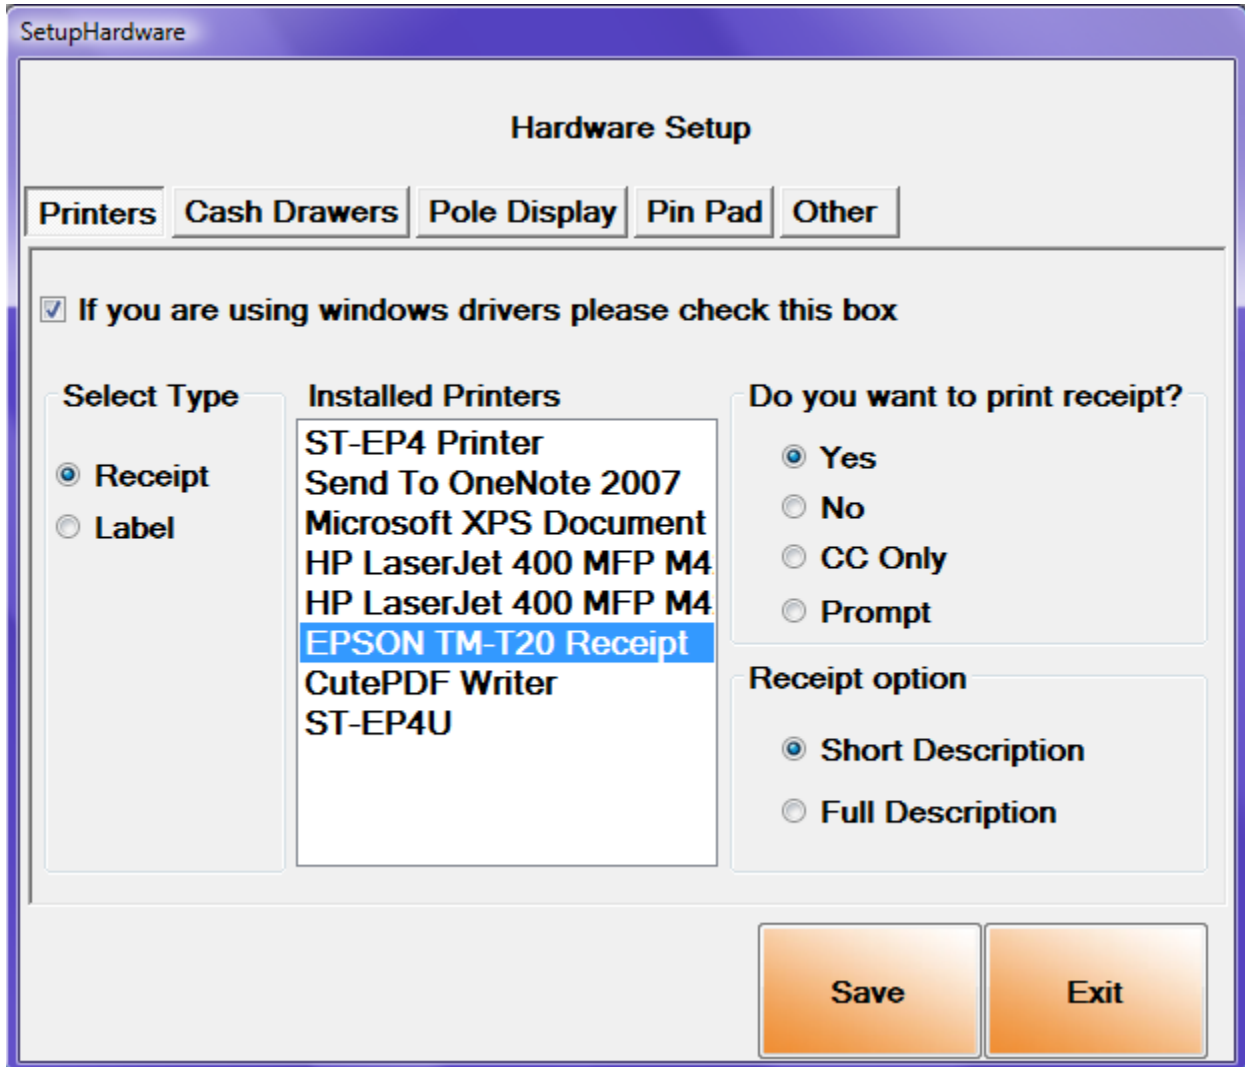 SetupHardware
Hardware Setup
Printers Cash Drawers Pole Display Pin Pad Other
If you are using windows drivers please check this box
Select Type
Receipt
Label
Installed Printers
ST-EP4 Printer
Send To OneNote 2007
Microsoft XPS Document
HP LaserJet 400 MFP M4
HP LaserJet 400 MFP M4
EPSON TM-T20 Receipt
CutePDF Writer
ST-EP4U
Do you want to print receipt?
Yes
No
CC Only
Prompt
Receipt option
Short Description
Full Description
Save Exit